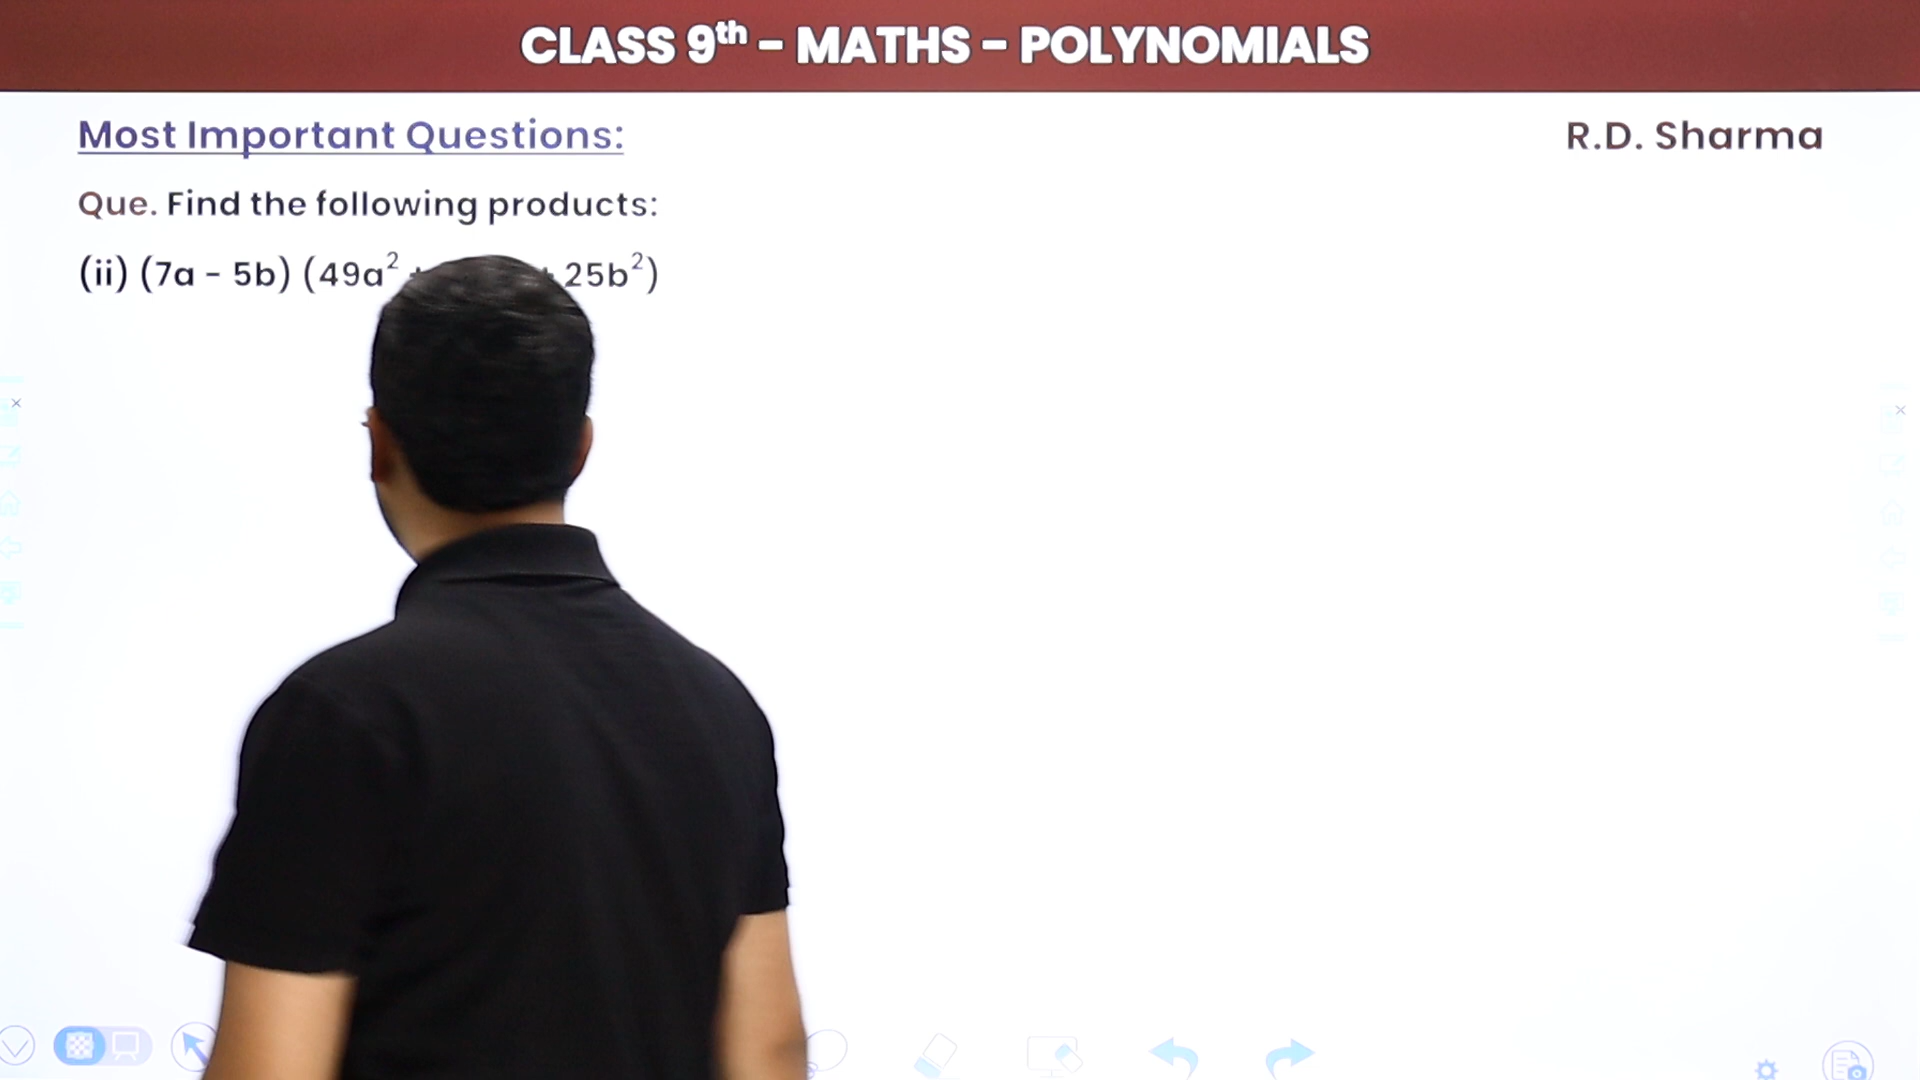 CLASS 9th - MATHS - POLYNOMIALS
Most Important Questions:
R.D. Sharma
Que. Find the following products:
(ii) (7a - 5b) (49a² + 25b²)